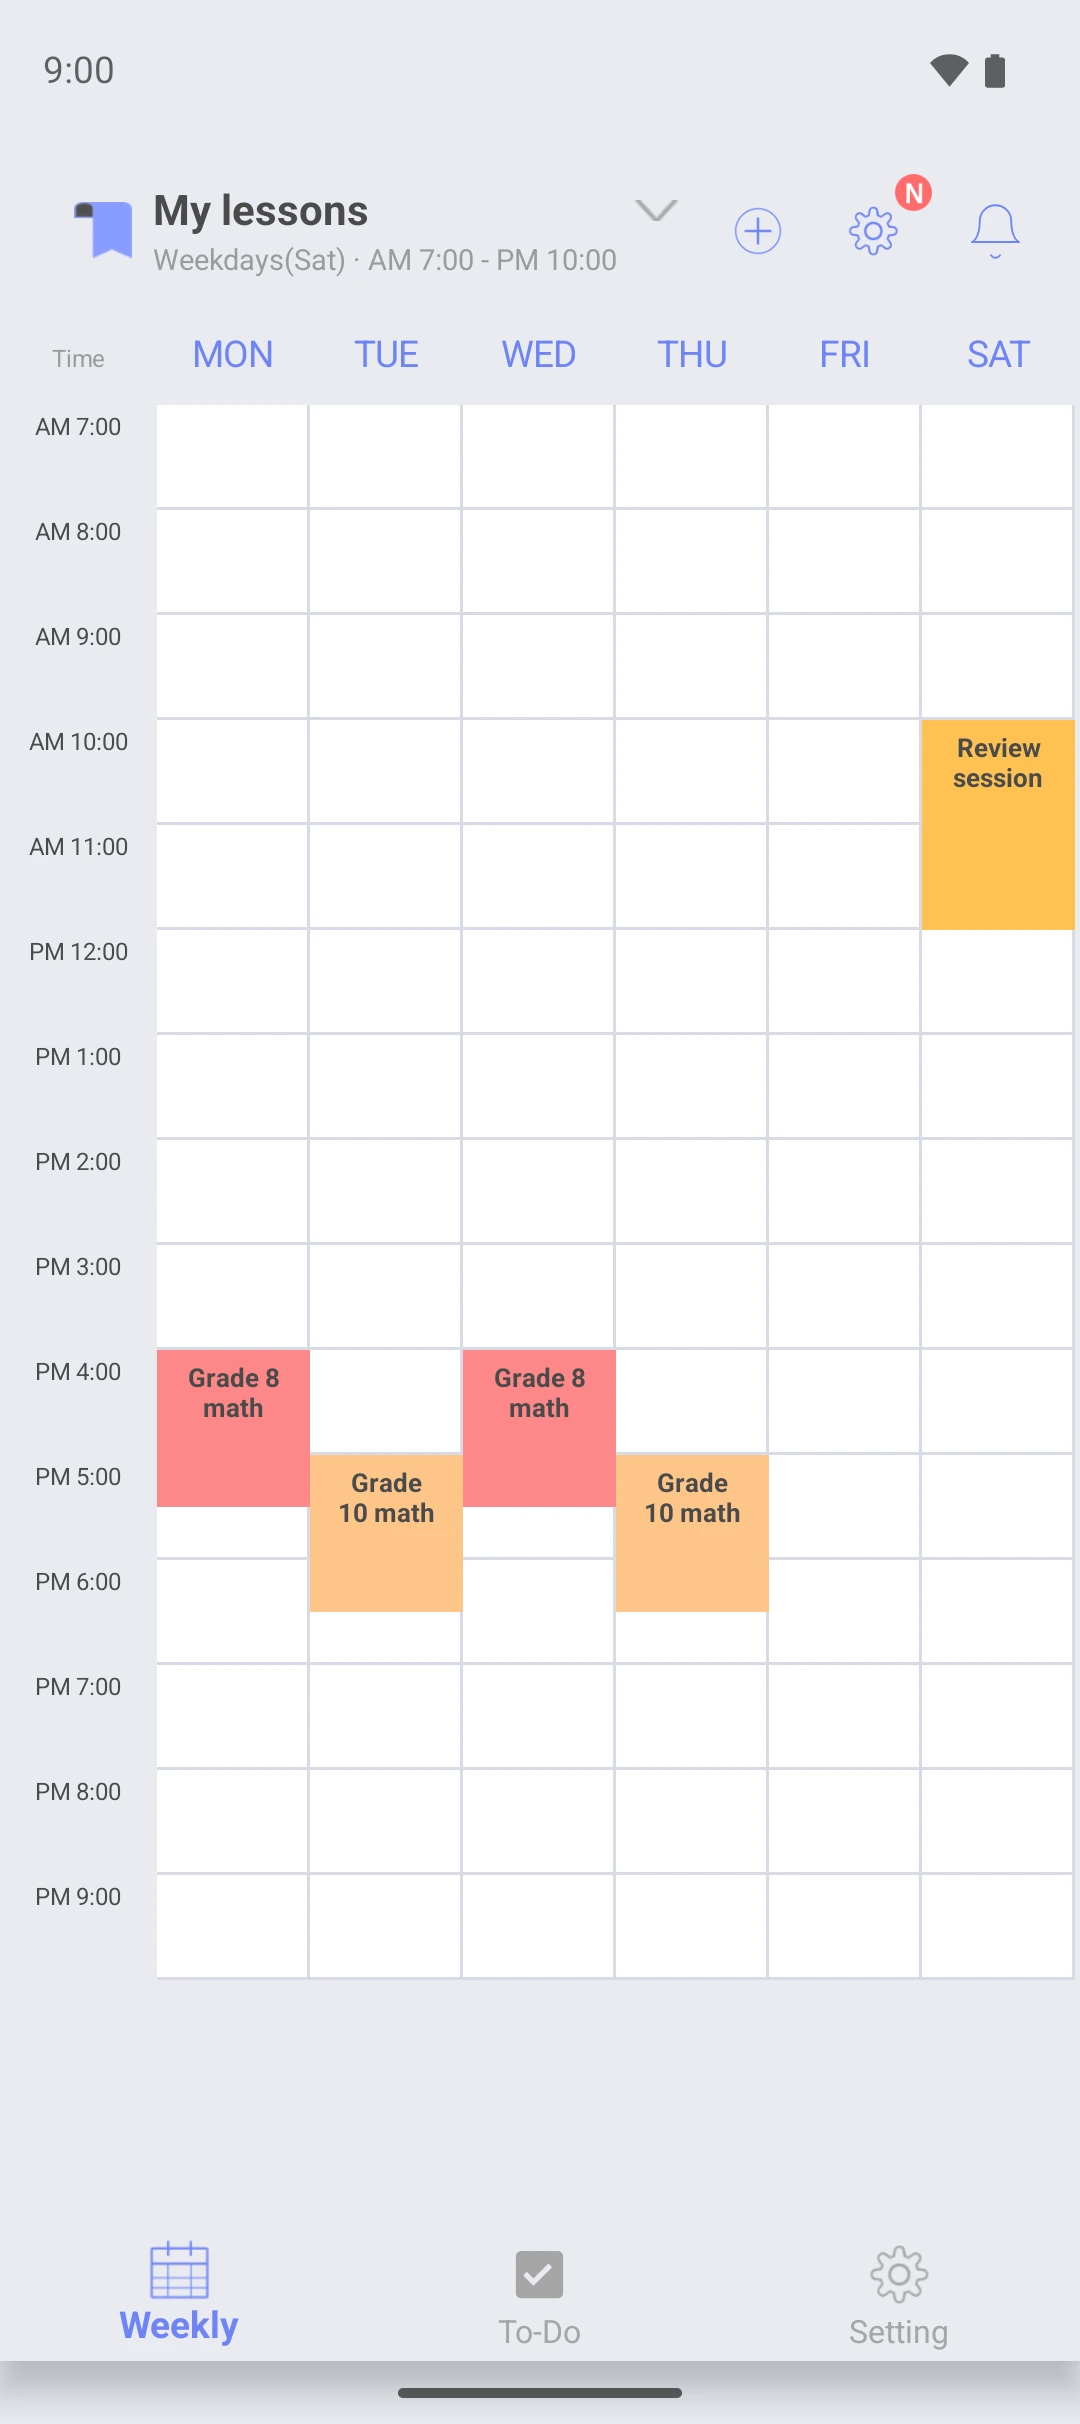 9:00
My lessons
N
Weekdays(Sat) · AM 7:00 - PM 10:00
Time MON TUE WED THU FRI SAT
AM 7:00
AM 8:00
AM 9:00
AM 10:00
Review
session
AM 11:00
PM 12:00
PM 1:00
PM 2:00
PM 3:00
PM 4:00
Grade 8
math
Grade 8
math
PM 5:00
Grade
10 math
Grade
10 math
PM 6:00
PM 7:00
PM 8:00
PM 9:00
Weekly
To-Do
Setting